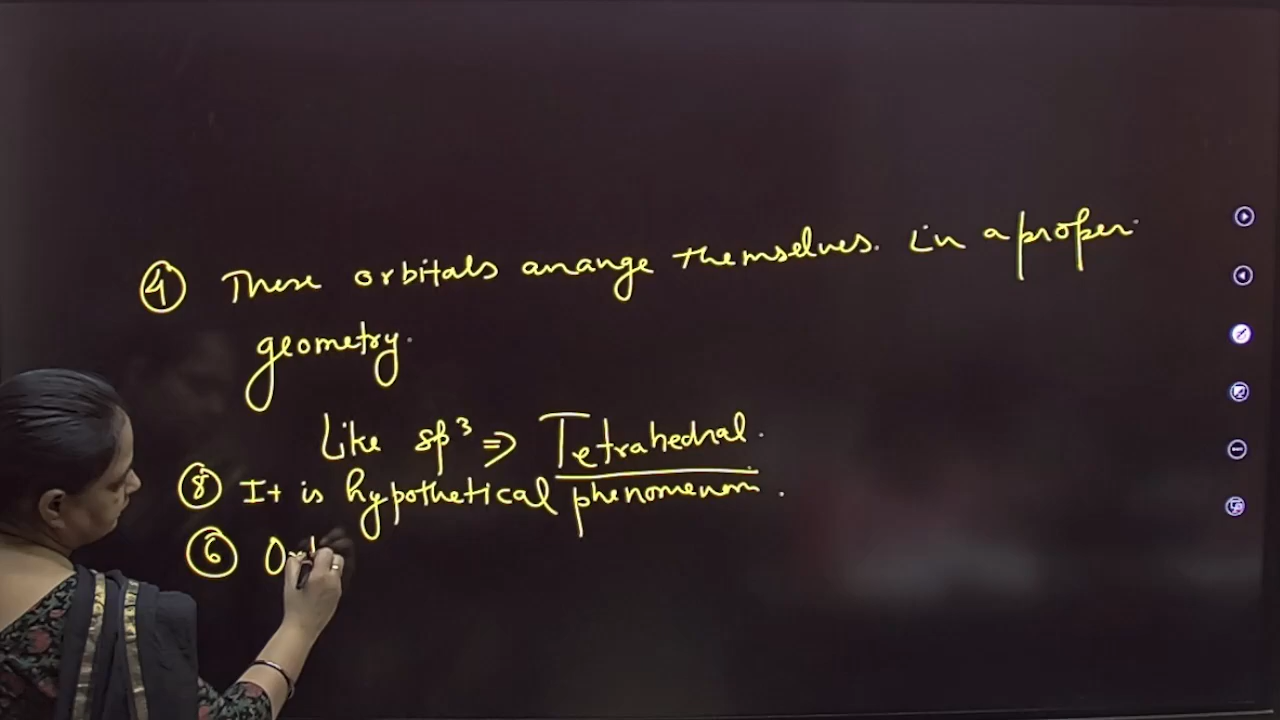 ④ These orbitals arrange themselves. in a proper.
geometry.
Like sp³ ⇒ Tetrahedral.
⑧ It is hypothetical phenomenon.
⑥